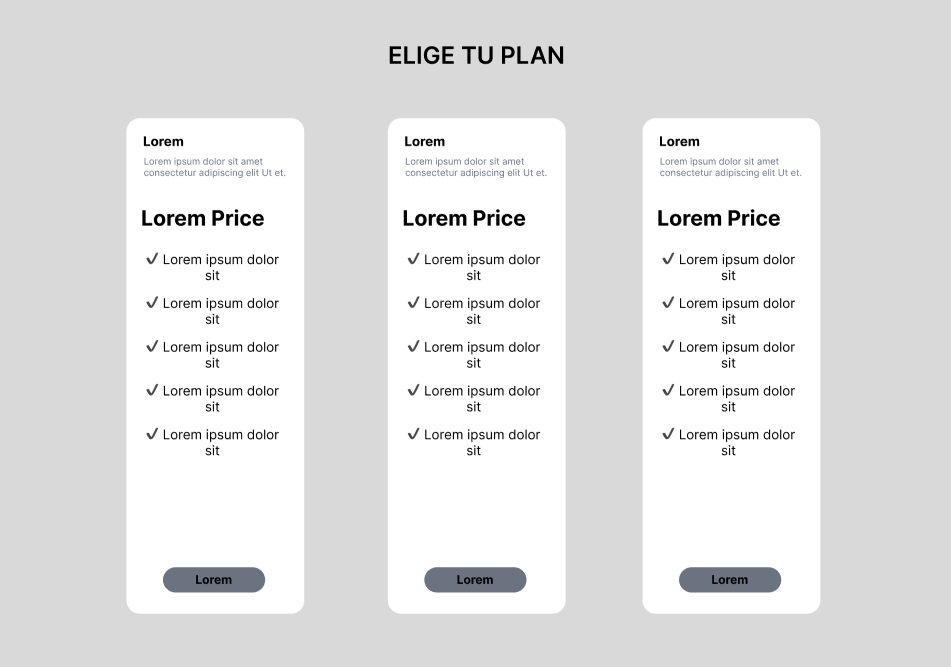 ELIGE TU PLAN
Lorem
Lorem ipsum dolor sit amet
consectetur adipiscing elit Ut et.
Lorem Price
✓ Lorem ipsum dolor
sit
✓ Lorem ipsum dolor
sit
✓ Lorem ipsum dolor
sit
✓ Lorem ipsum dolor
sit
✓ Lorem ipsum dolor
sit
Lorem
Lorem
Lorem ipsum dolor sit amet
consectetur adipiscing elit Ut et.
Lorem Price
✓ Lorem ipsum dolor
sit
✓ Lorem ipsum dolor
sit
✓ Lorem ipsum dolor
sit
✓ Lorem ipsum dolor
sit
✓ Lorem ipsum dolor
sit
Lorem
Lorem
Lorem ipsum dolor sit amet
consectetur adipiscing elit Ut et.
Lorem Price
✓ Lorem ipsum dolor
sit
✓ Lorem ipsum dolor
sit
✓ Lorem ipsum dolor
sit
✓ Lorem ipsum dolor
sit
✓ Lorem ipsum dolor
sit
Lorem